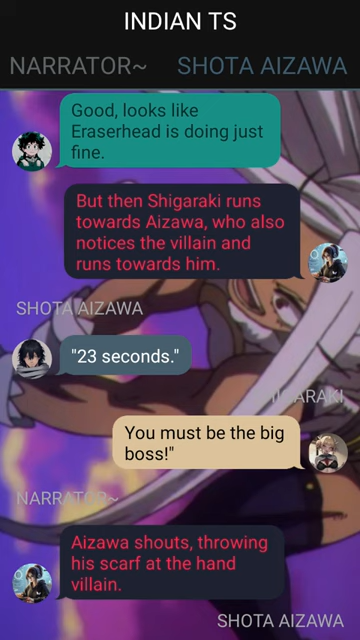 INDIAN TS
NARRATOR~ SHOTA AIZAWA
Good, looks like
Eraserhead is doing just
fine.
But then Shigaraki runs
towards Aizawa, who also
notices the villain and
runs towards him.
SHOTA AIZAWA
"23 seconds."
SHIGARAKI
You must be the big
boss!"
NARRATOR~
Aizawa shouts, throwing
his scarf at the hand
villain.
SHOTA AIZAWA